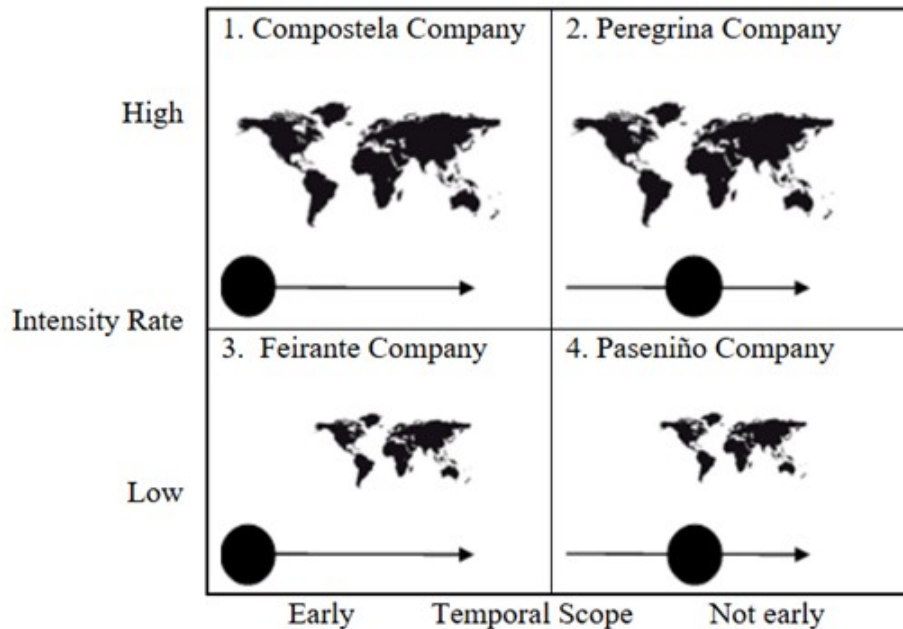 1. Compostela Company
2. Peregrina Company
High
Intensity Rate
3. Feirante Company
4. Paseniño Company
Low
Early
Temporal Scope
Not early